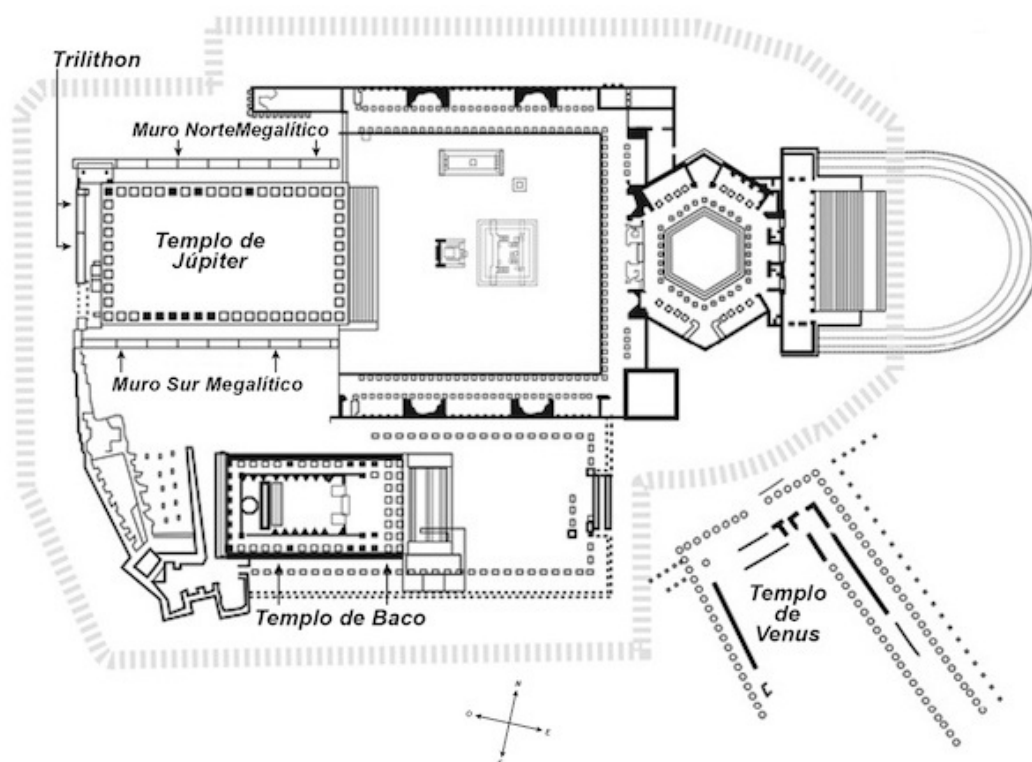 Trilithon
Muro NorteMegalítico
Templo de
Júpiter
Muro Sur Megalítico
Templo de Baco
Templo
de
Venus
N
O
E